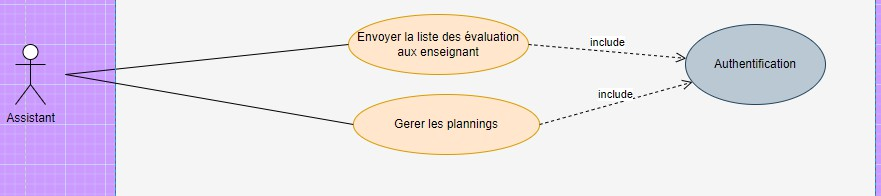 Envoyer la liste des évaluation
aux enseignant
include
Authentification
include
Gerer les plannings
Assistant